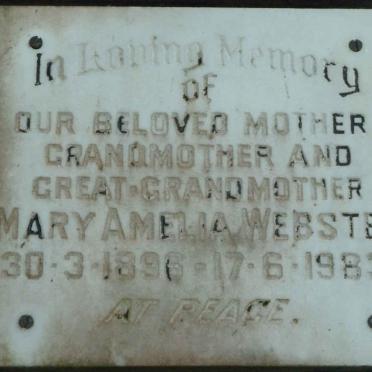 In Loving Memory
OF
OUR BELOVED MOTHER
GRANDMOTHER AND
GREAT-GRANDMOTHER
MARY AMELIA WEBSTE
30-3-1896-17-6-1983
AT PEACE.